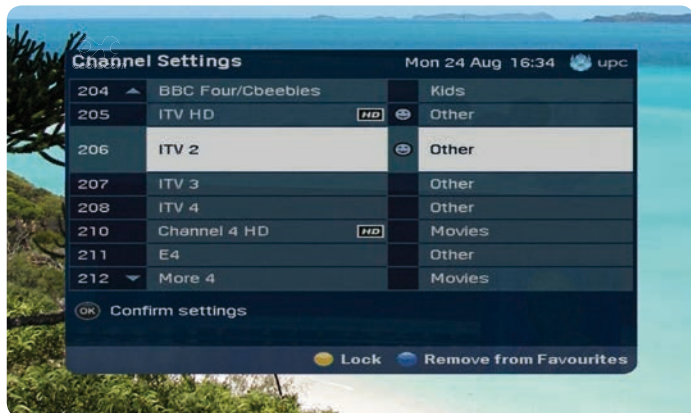 Channel Settings Mon 24 Aug 16:34 upc
204 BBC Four/Cbeebies Kids
205 ITV HD HD Other
206 ITV 2 Other
207 ITV 3 Other
208 ITV 4 Other
210 Channel 4 HD HD Movies
211 E4 Other
212 More 4 Movies
OK Confirm settings
Lock Remove from Favourites